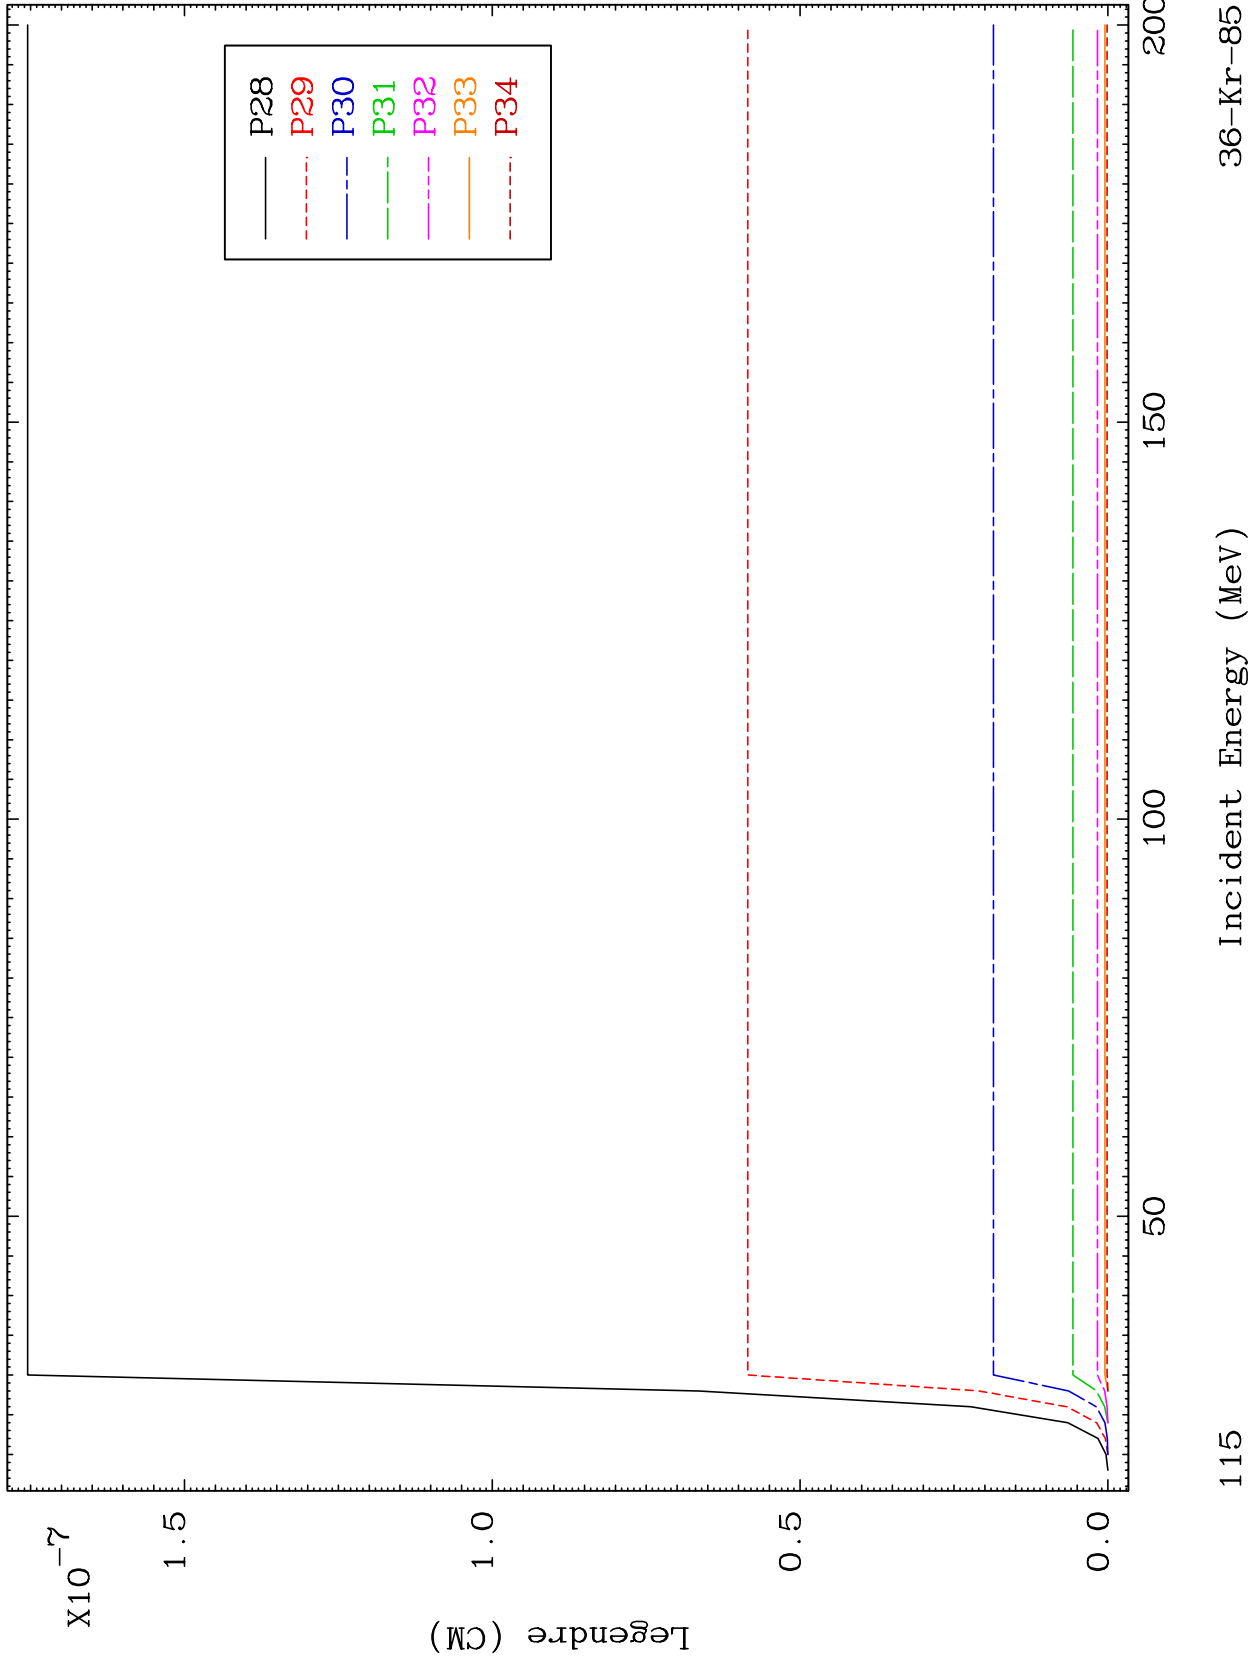 X10-7
1.5
1.0
0.5
0.0
Legendre (CM)
P28
P29
P30
P31
P32
P33
P34
50
100
150
200
115
Incident Energy (MeV)
36-Kr-85